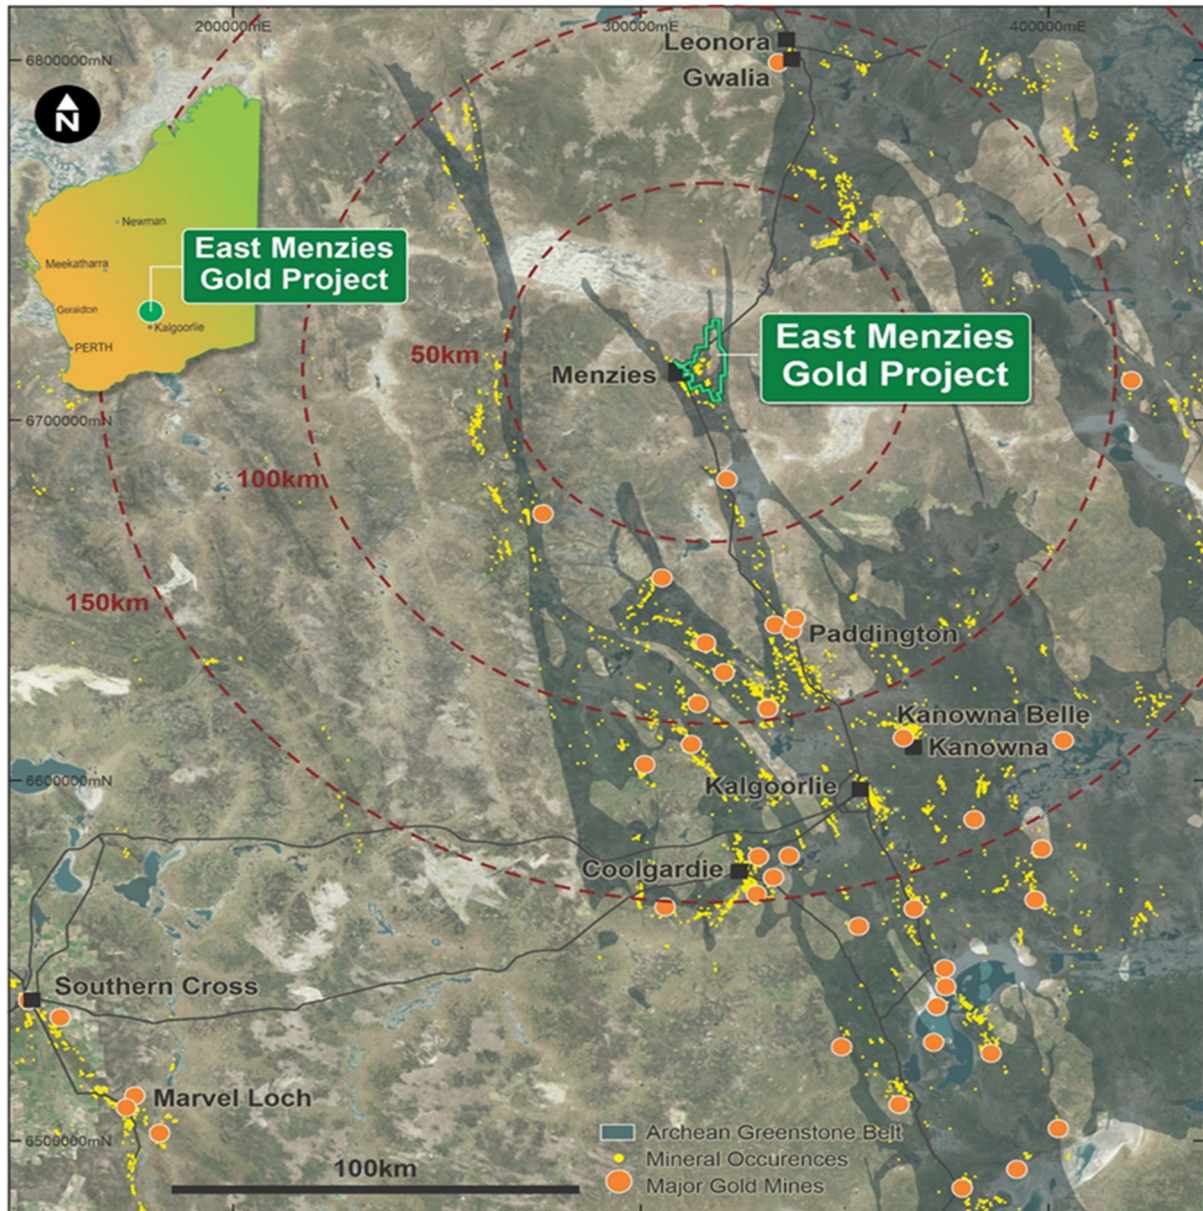 200000mE
300000mE
400000mE
6800000mN
Leonora
Gwalia
N
Newman
Meekatharra
Geraldton
Kalgoorlie
PERTH
East Menzies
Gold Project
50km
Menzies
East Menzies
Gold Project
6700000mN
100km
150km
Paddington
Kanowna Belle
Kanowna
6600000mN
Kalgoorlie
Coolgardie
Southern Cross
Marvel Loch
6500000mN
100km
Archean Greenstone Belt
Mineral Occurences
Major Gold Mines